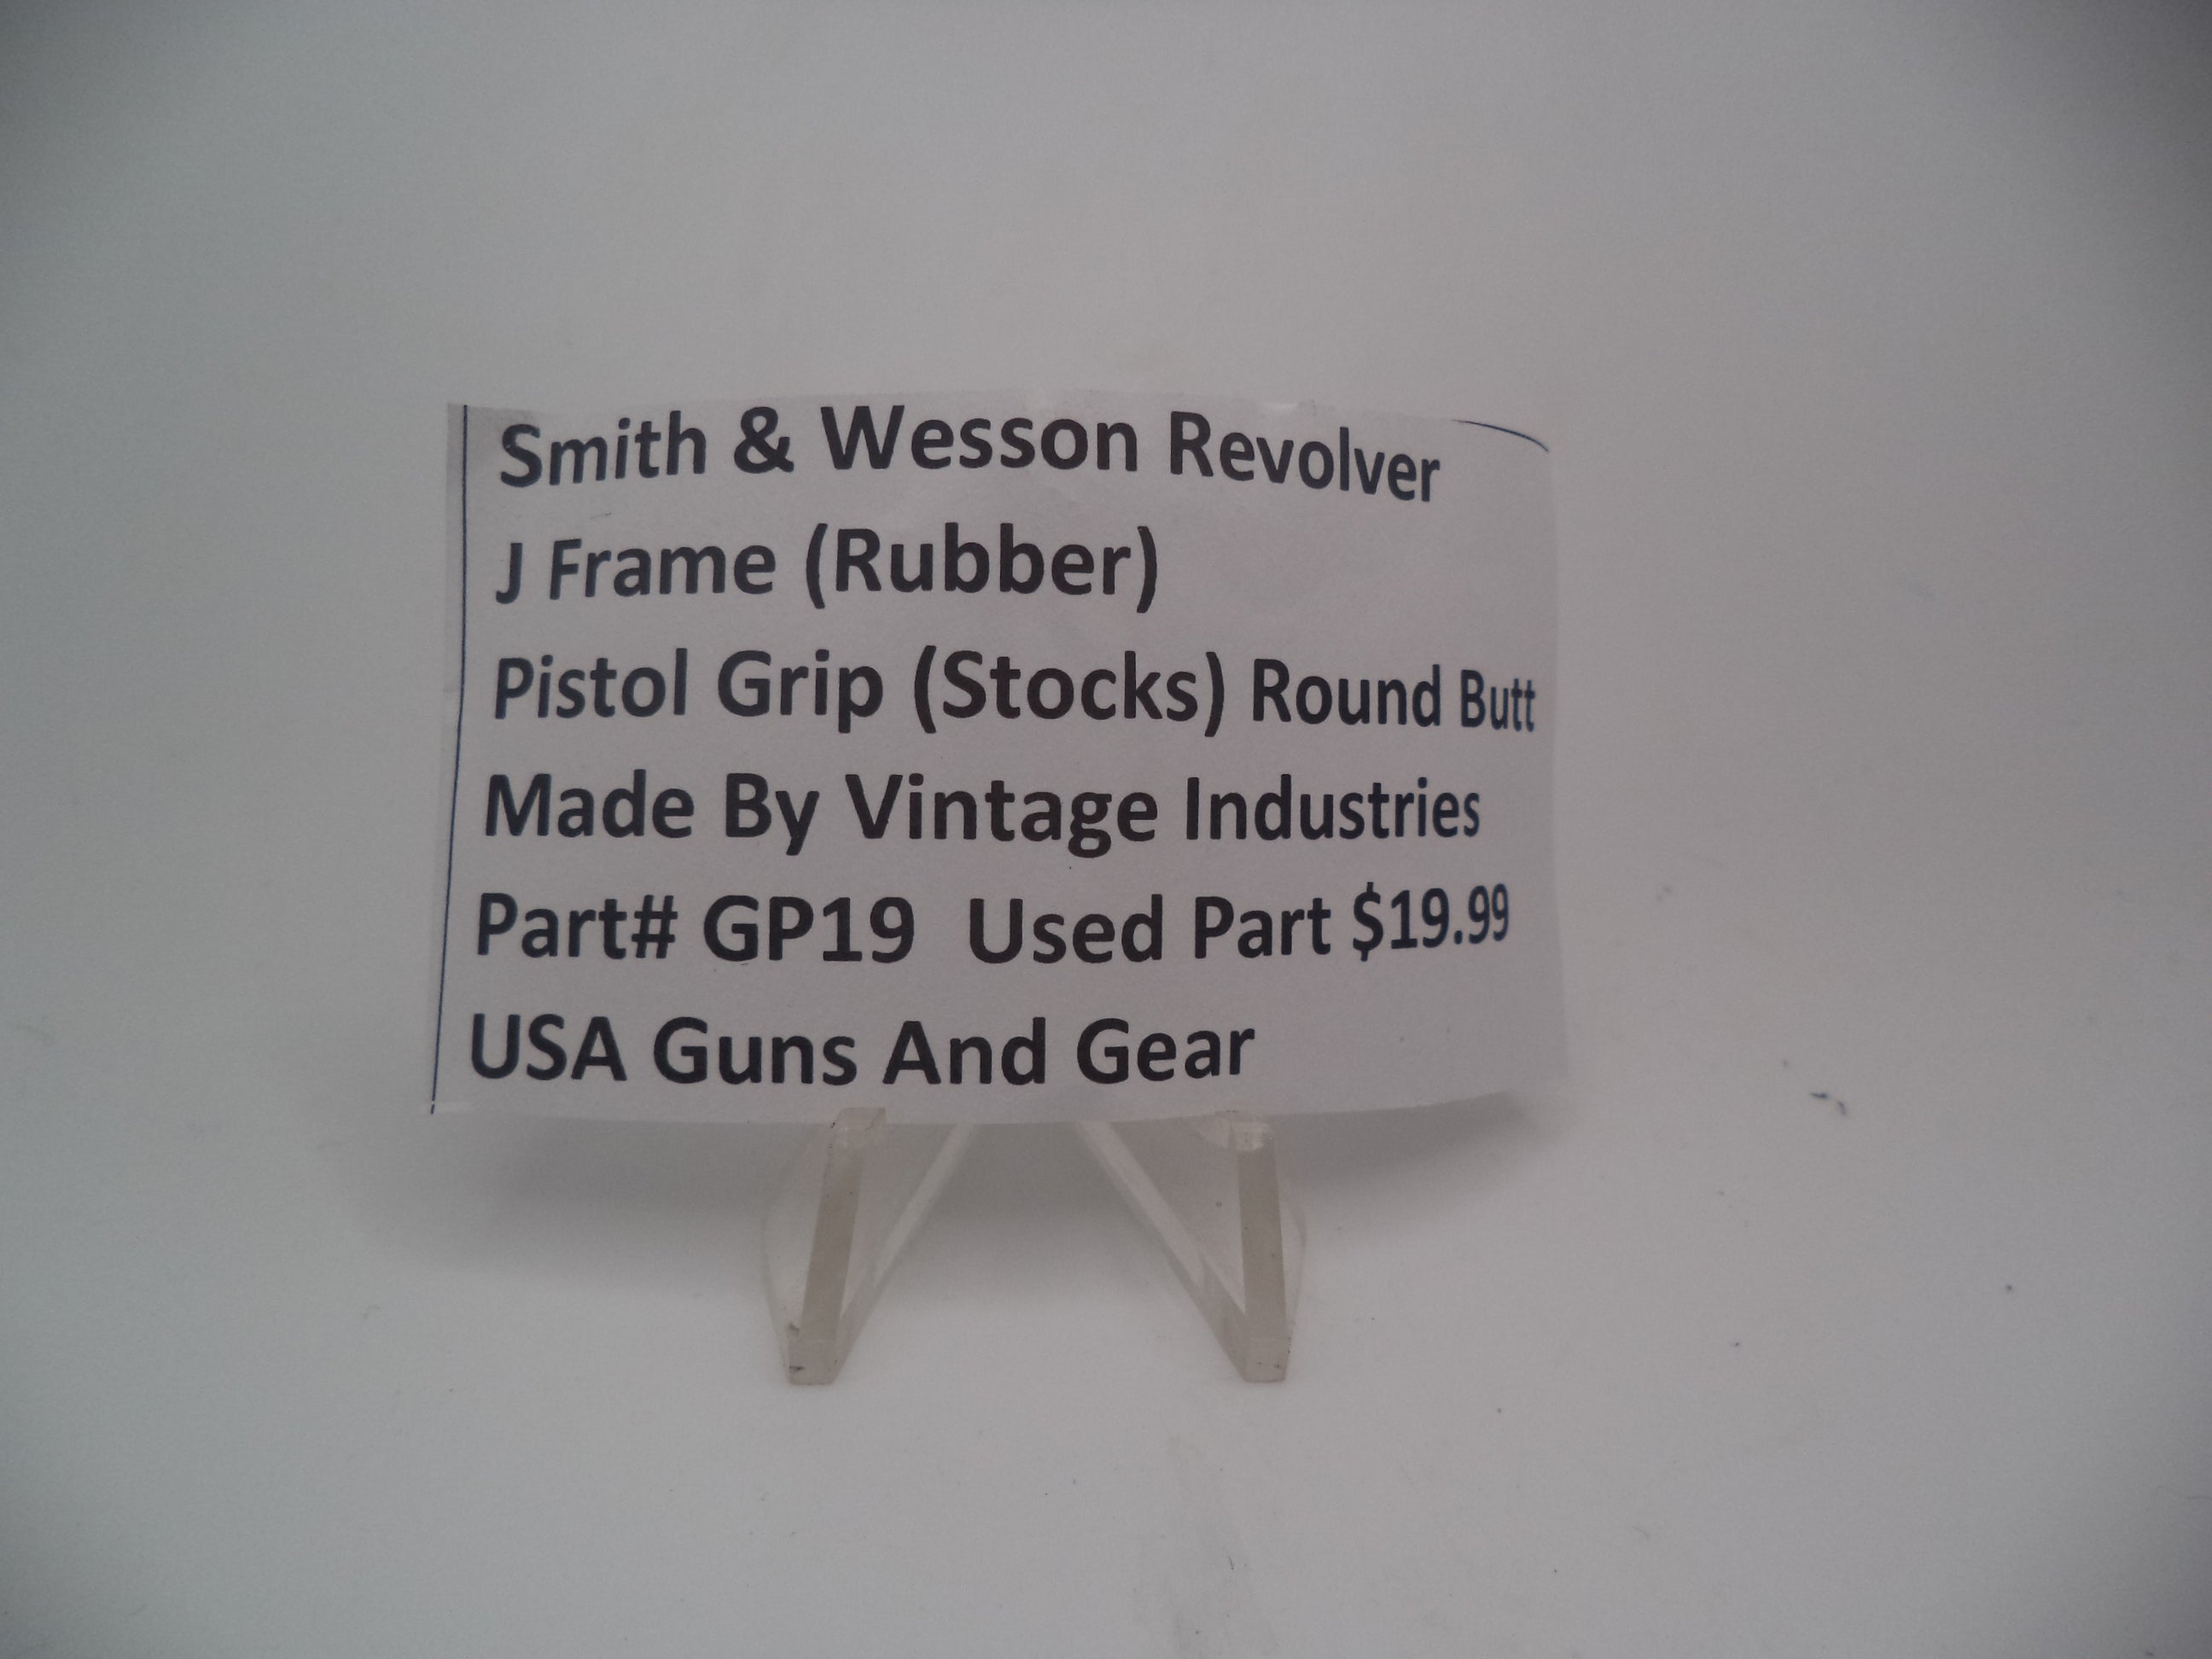 Smith & Wesson Revolver
J Frame (Rubber)
Pistol Grip (Stocks) Round Butt
Made By Vintage Industries
Part# GP19  Used Part $19.99
USA Guns And Gear